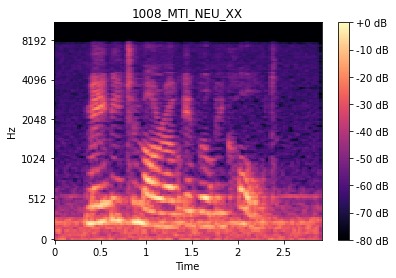 1008_MTI_NEU_XX
Hz
8192
4096
2048
1024
512
0
0 0.5 1 1.5 2 2.5
Time
+0 dB
-10 dB
-20 dB
-30 dB
-40 dB
-50 dB
-60 dB
-70 dB
-80 dB